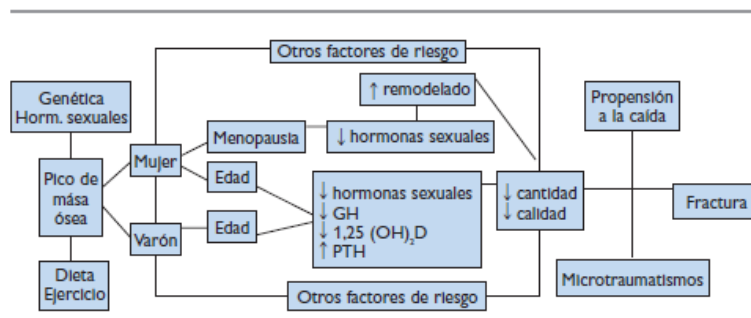 Otros factores de riesgo
Genética
Horm. sexuales
↑ remodelado
Propensión
a la caída
Menopausia
↓ hormonas sexuales
Mujer
Pico de
mása
ósea
Edad
↓ hormonas sexuales
↓ GH
↓ 1,25 (OH)₂D
↑ PTH
↓ cantidad
↓ calidad
Fractura
Varón
Edad
Dieta
Ejercicio
Otros factores de riesgo
Microtraumatismos